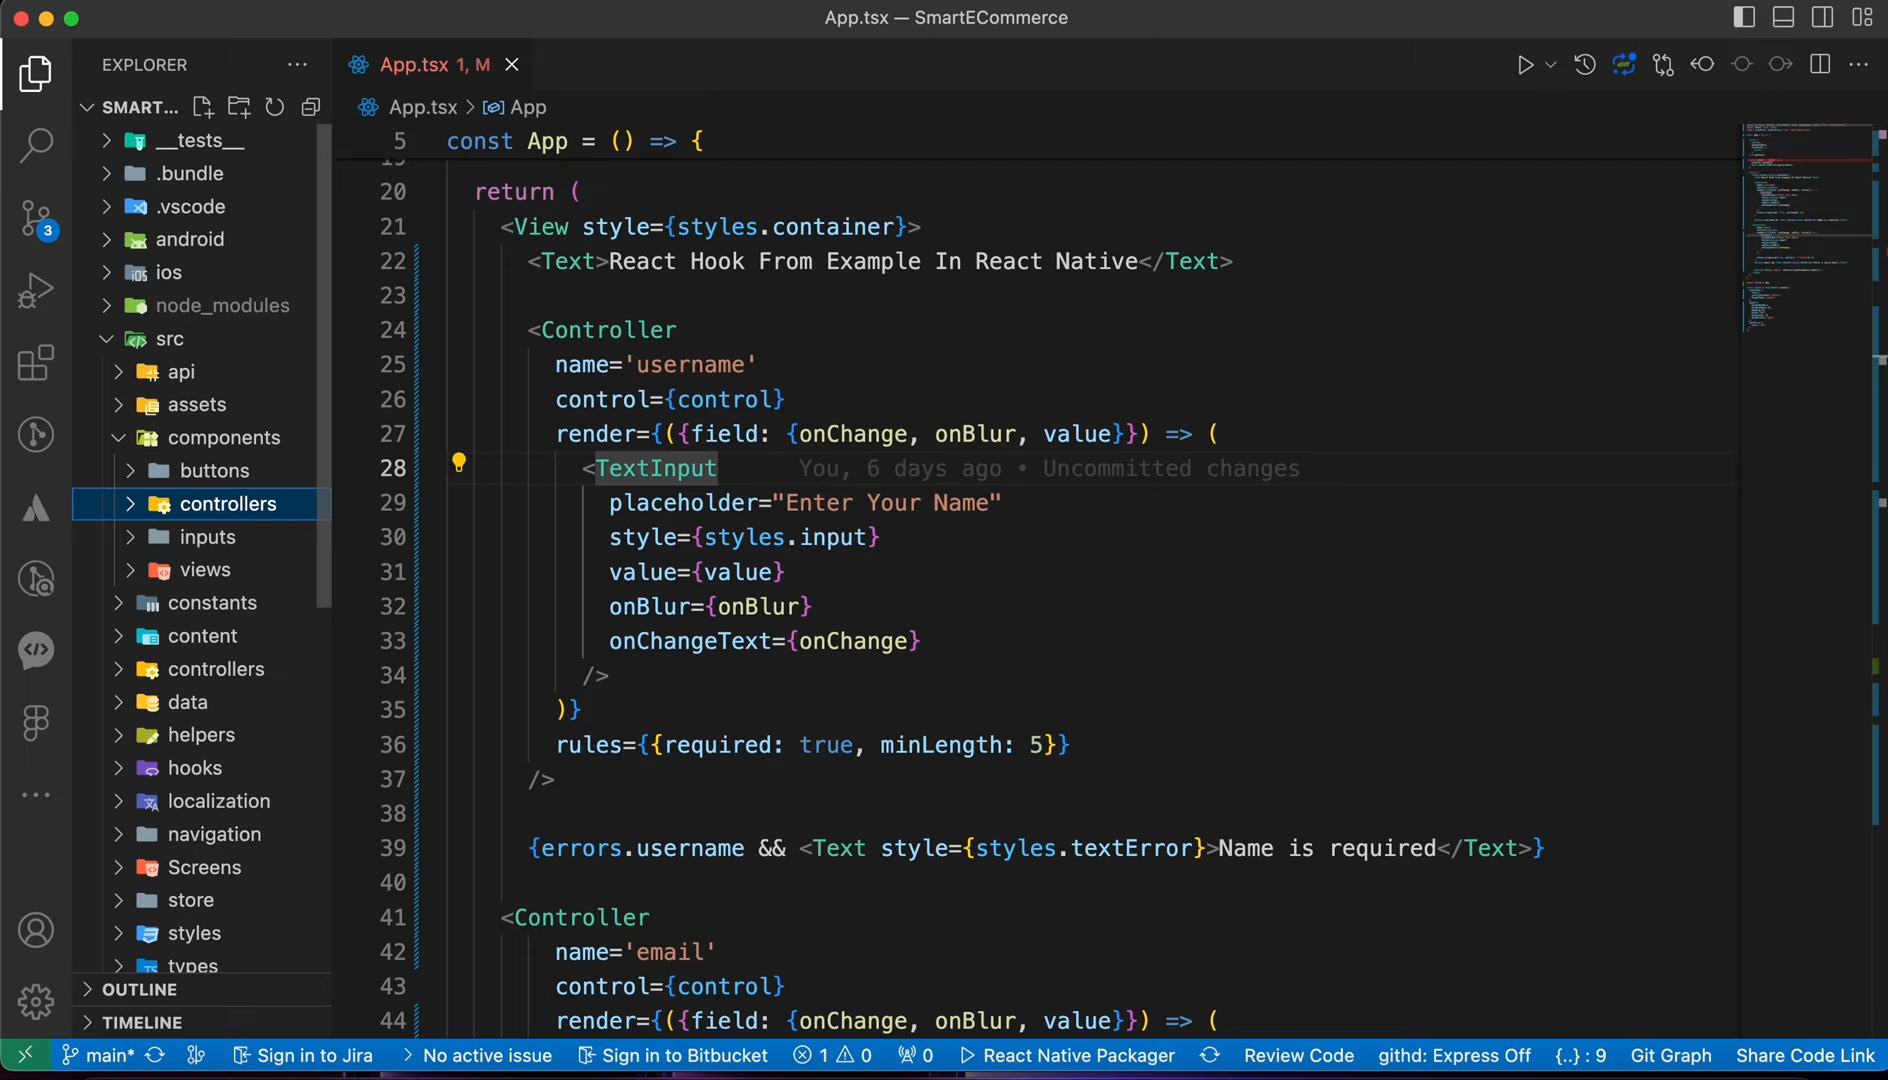 App.tsx — SmartECommerce
EXPLORER
App.tsx 1, M
SMART...
App.tsx > App
__tests__
.bundle
.vscode
android
ios
node_modules
src
api
assets
components
buttons
controllers
inputs
views
constants
content
controllers
data
helpers
hooks
localization
navigation
Screens
store
styles
types
OUTLINE
TIMELINE
3
5 const App = () => {
19
20 return (
21 <View style={styles.container}>
22 <Text>React Hook From Example In React Native</Text>
23
24 <Controller
25 name='username'
26 control={control}
27 render={({field: {onChange, onBlur, value}}) => (
28 <TextInput You, 6 days ago • Uncommitted changes
29 placeholder="Enter Your Name"
30 style={styles.input}
31 value={value}
32 onBlur={onBlur}
33 onChangeText={onChange}
34 />
35 )}
36 rules={{required: true, minLength: 5}}
37 />
38
39 {errors.username && <Text style={styles.textError}>Name is required</Text>}
40
41 <Controller
42 name='email'
43 control={control}
44 render={({field: {onChange, onBlur, value}}) => (
main* Sign in to Jira > No active issue Sign in to Bitbucket 1 0 0 React Native Packager Review Code githd: Express Off {..} : 9 Git Graph Share Code Link